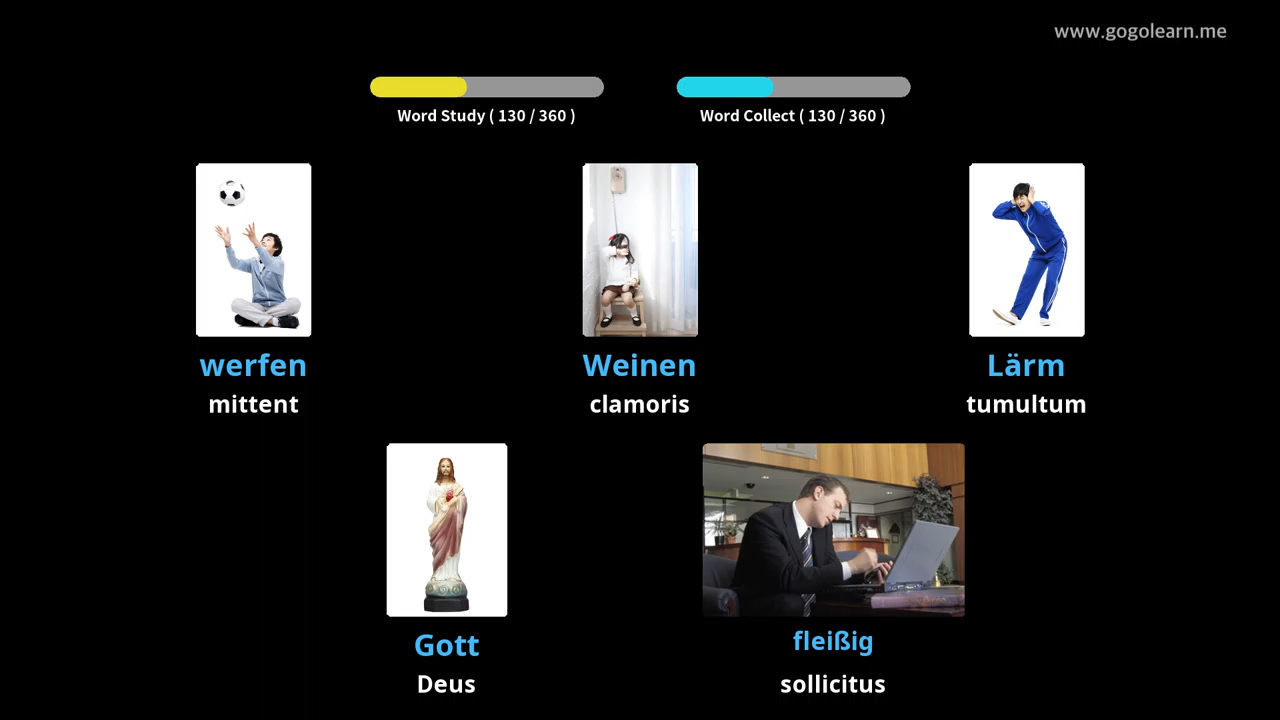 www.gogolearn.me
Word Study ( 130 / 360 )
Word Collect ( 130 / 360 )
werfen
mittent
Weinen
clamoris
Lärm
tumultum
Gott
Deus
fleißig
sollicitus